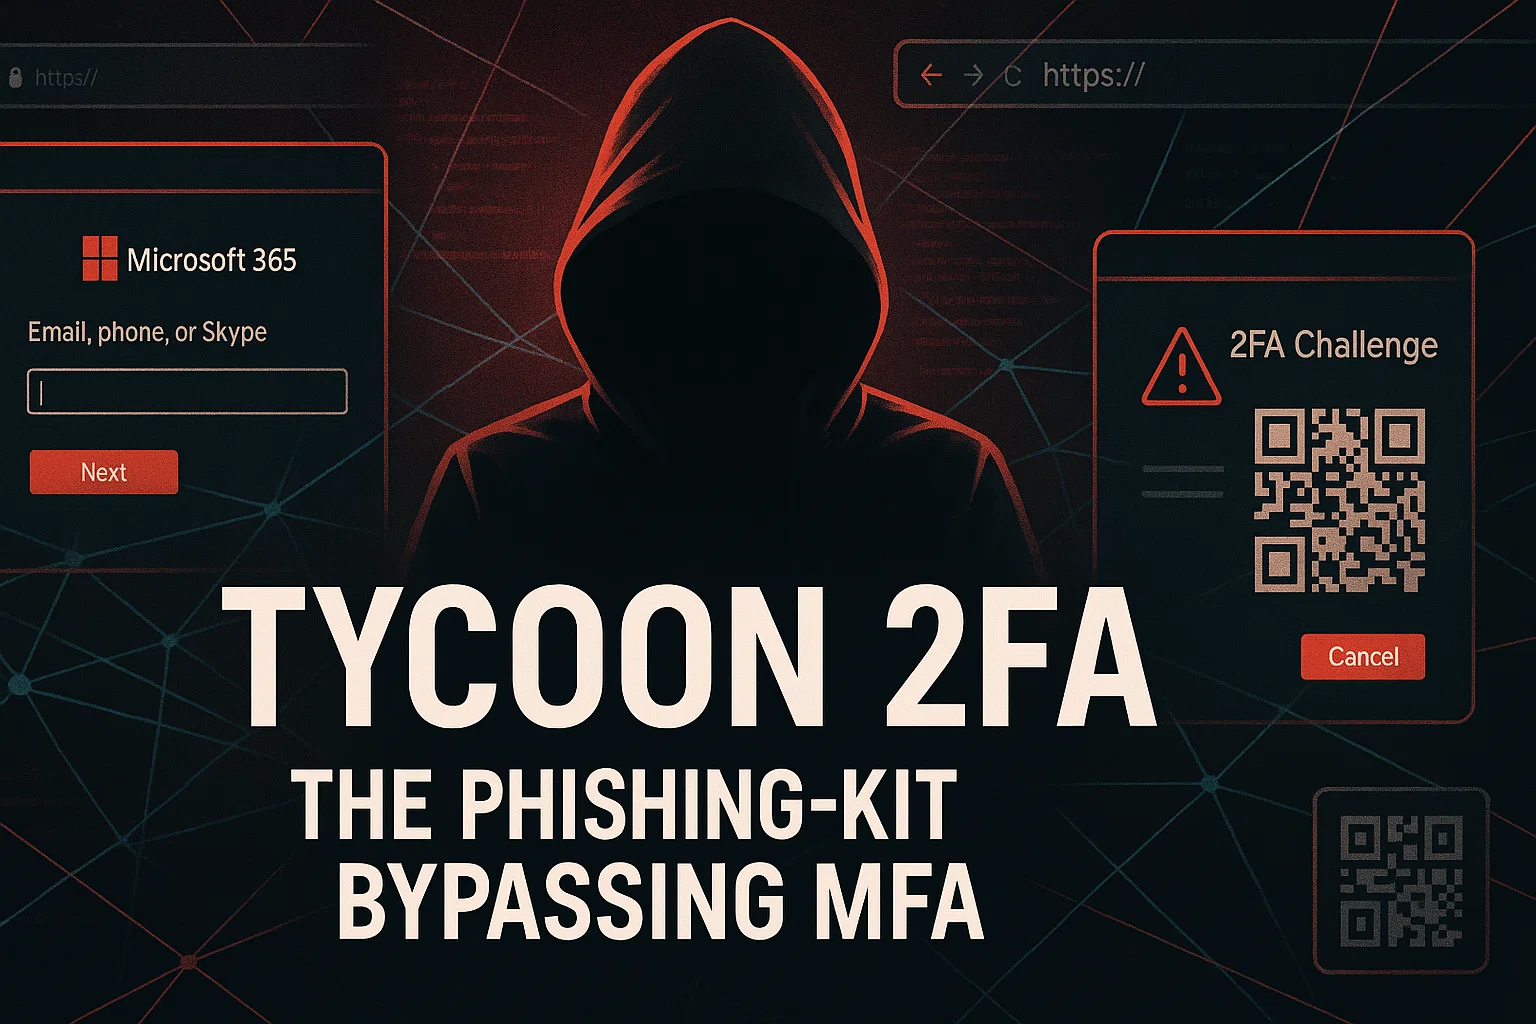 https//
https://
Microsoft 365
Email, phone, or Skype
Next
2FA Challenge
Cancel
TYCOON 2FA
THE PHISHING-KIT
BYPASSING MFA